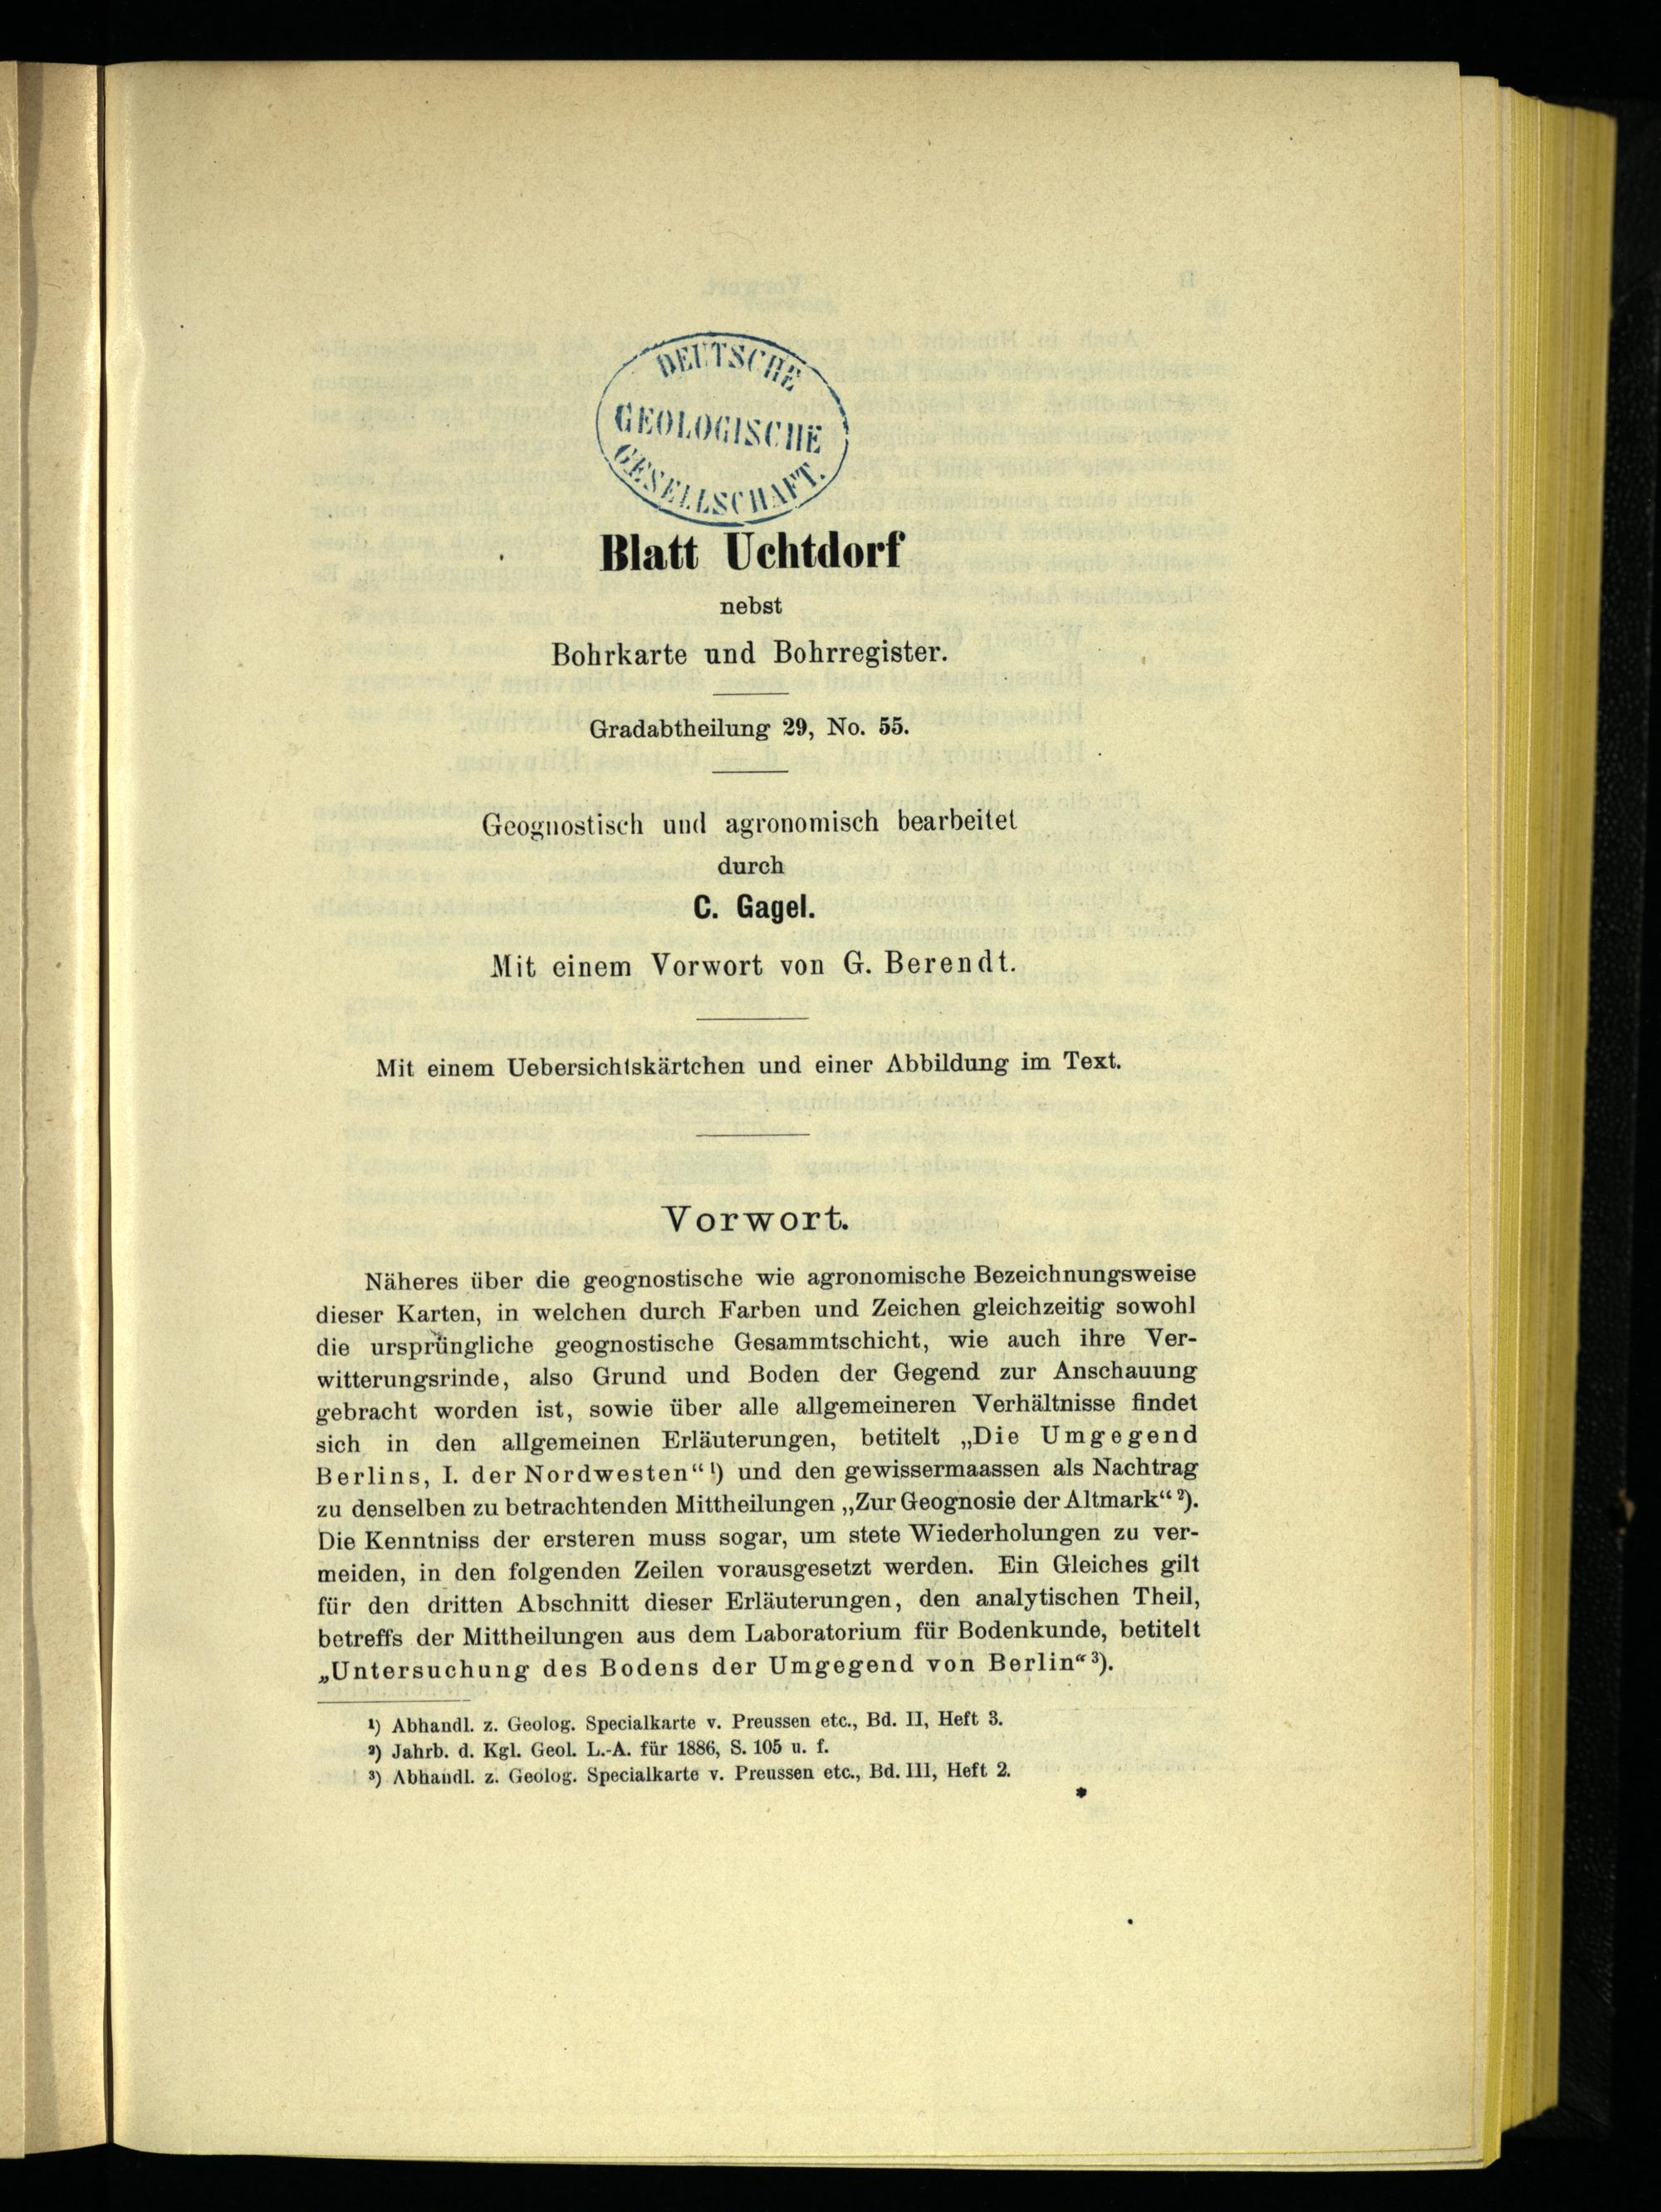 DEUTSCHE
GEOLOGISCHE
GESELLSCHAFT.
Blatt Uchtdorf
nebst
Bohrkarte und Bohrregister.
Gradabtheilung 29, No. 55.
Geognostisch und agronomisch bearbeitet
durch
C. Gagel.
Mit einem Vorwort von G. Berendt.
Mit einem Uebersichtskärtchen und einer Abbildung im Text.
Vorwort.
Näheres über die geognostische wie agronomische Bezeichnungsweise
dieser Karten, in welchen durch Farben und Zeichen gleichzeitig sowohl
die ursprüngliche geognostische Gesammtschicht, wie auch ihre Ver-
witterungsrinde, also Grund und Boden der Gegend zur Anschauung
gebracht worden ist, sowie über alle allgemeineren Verhältnisse findet
sich in den allgemeinen Erläuterungen, betitelt „Die Umgegend
Berlins, I. der Nordwesten“ ¹) und den gewissermaassen als Nachtrag
zu denselben zu betrachtenden Mittheilungen „Zur Geognosie der Altmark“ ²).
Die Kenntniss der ersteren muss sogar, um stete Wiederholungen zu ver-
meiden, in den folgenden Zeilen vorausgesetzt werden. Ein Gleiches gilt
für den dritten Abschnitt dieser Erläuterungen, den analytischen Theil,
betreffs der Mittheilungen aus dem Laboratorium für Bodenkunde, betitelt
„Untersuchung des Bodens der Umgegend von Berlin“ ³).
¹) Abhandl. z. Geolog. Specialkarte v. Preussen etc., Bd. II, Heft 3.
²) Jahrb. d. Kgl. Geol. L.-A. für 1886, S. 105 u. f.
³) Abhandl. z. Geolog. Specialkarte v. Preussen etc., Bd. III, Heft 2.
*